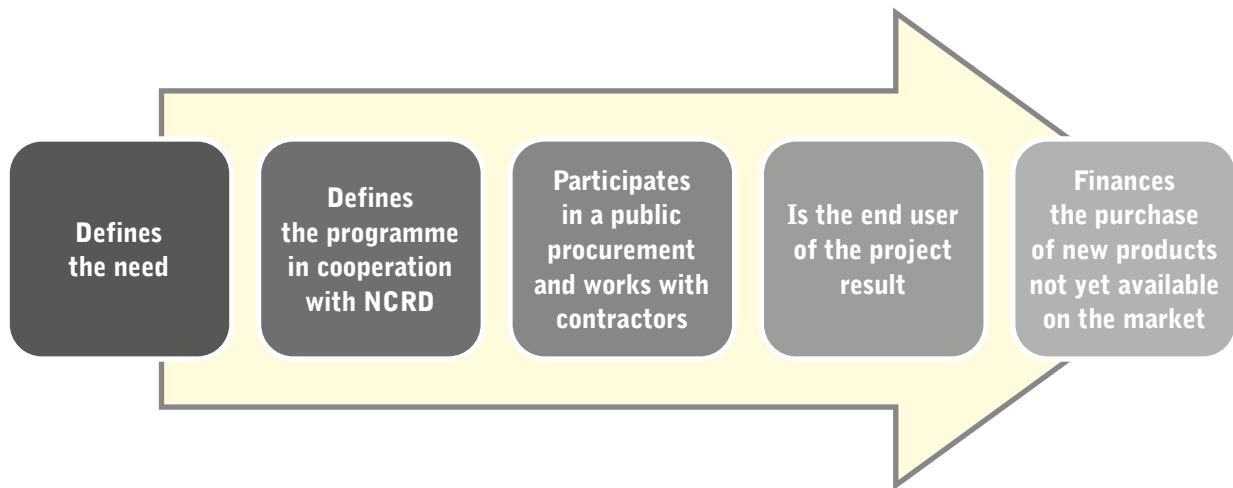 Defines
the need
Defines
the programme
in cooperation
with NCRD
Participates
in a public
procurement
and works with
contractors
Is the end user
of the project
result
Finances
the purchase
of new products
not yet available
on the market